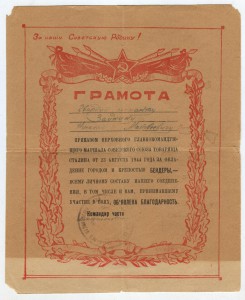 За нашу Советскую Родину!
ГРАМОТА
ПРИКАЗОМ ВЕРХОВНОГО ГЛАВНОКОМАНДУЮ-
ЩЕГО МАРШАЛА СОВЕТСКОГО СОЮЗА ТОВАРИЩА
СТАЛИНА ОТ 23 АВГУСТА 1944 ГОДА ЗА ОВЛА-
ДЕНИЕ ГОРОДОМ И КРЕПОСТЬЮ БЕНДЕРЫ,—
ВСЕМУ ЛИЧНОМУ СОСТАВУ НАШЕГО СОЕДИНЕ-
НИЯ, В ТОМ ЧИСЛЕ И ВАМ, ПРИНИМАВШЕМУ
УЧАСТИЕ В БОЯХ, ОБ'ЯВЛЕНА БЛАГОДАРНОСТЬ
Командир части